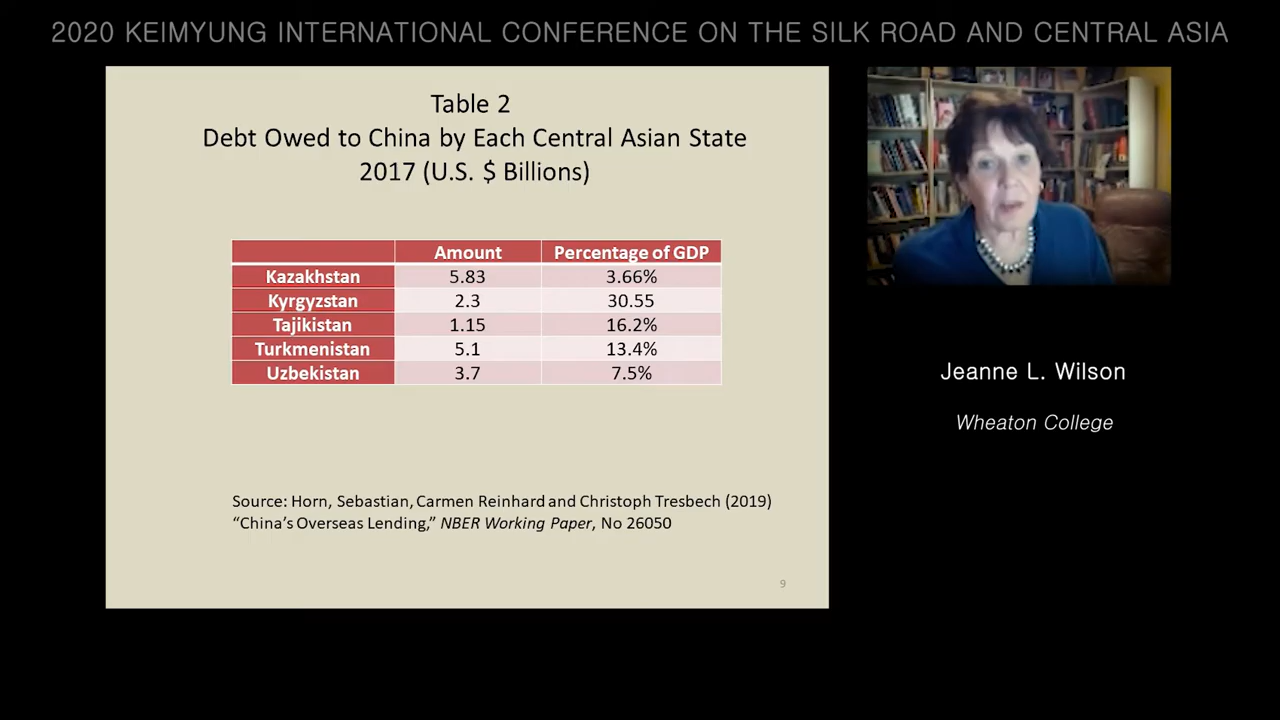 2020 KEIMYUNG INTERNATIONAL CONFERENCE ON THE SILK ROAD AND CENTRAL ASIA
Table 2
Debt Owed to China by Each Central Asian State
2017 (U.S. $ Billions)
Amount Percentage of GDP
Kazakhstan 5.83 3.66%
Kyrgyzstan 2.3 30.55
Tajikistan 1.15 16.2%
Turkmenistan 5.1 13.4%
Uzbekistan 3.7 7.5%
Source: Horn, Sebastian, Carmen Reinhard and Christoph Tresbech (2019)
“China’s Overseas Lending,” NBER Working Paper, No 26050
9
Jeanne L. Wilson
Wheaton College